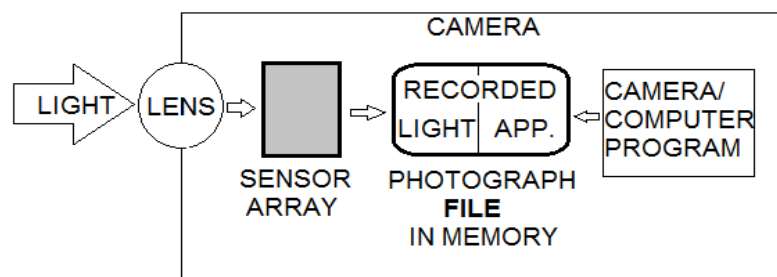 CAMERA
LIGHT
LENS
SENSOR
ARRAY
RECORDED
LIGHT APP.
PHOTOGRAPH
FILE
IN MEMORY
CAMERA/
COMPUTER
PROGRAM